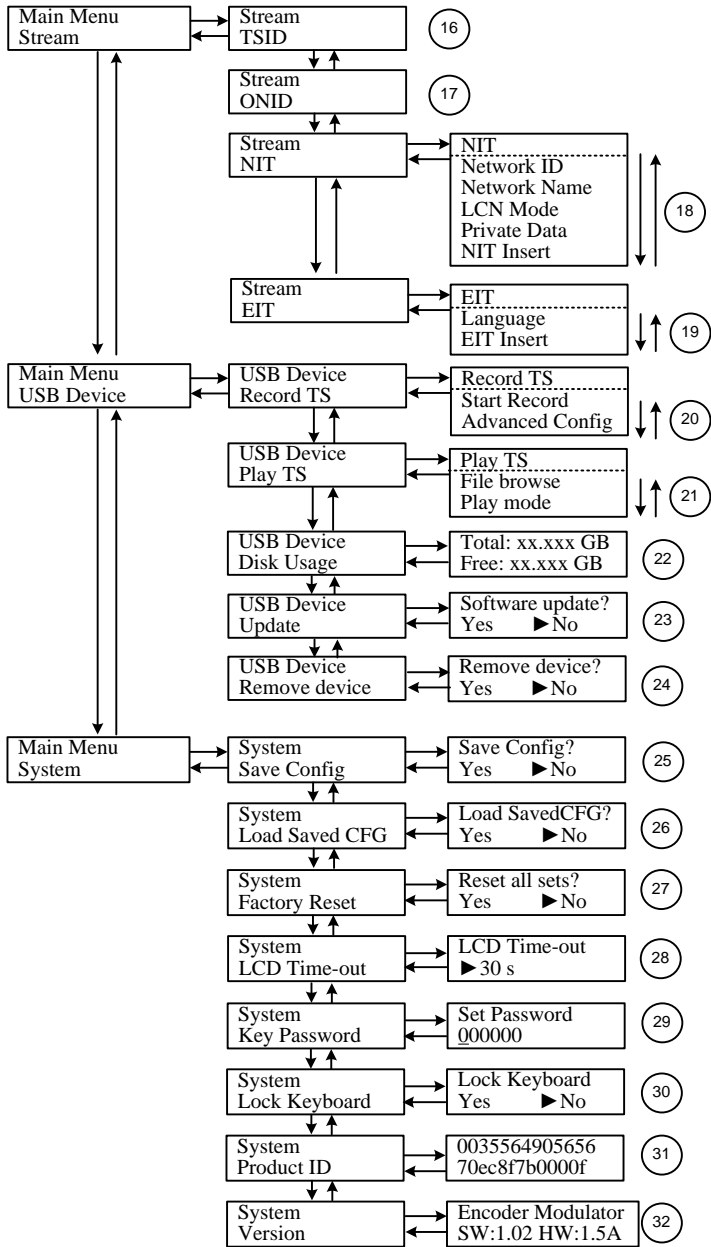 Main Menu
Stream
Stream
TSID
16
Stream
ONID
17
Stream
NIT
NIT
Network ID
Network Name
LCN Mode
Private Data
NIT Insert
18
Stream
EIT
EIT
Language
EIT Insert
19
Main Menu
USB Device
USB Device
Record TS
Record TS
Start Record
Advanced Config
20
USB Device
Play TS
Play TS
File browse
Play mode
21
USB Device
Disk Usage
Total: xx.xxx GB
Free: xx.xxx GB
22
USB Device
Update
Software update?
Yes ►No
23
USB Device
Remove device
Remove device?
Yes ►No
24
Main Menu
System
System
Save Config
Save Config?
Yes ►No
25
System
Load Saved CFG
Load SavedCFG?
Yes ►No
26
System
Factory Reset
Reset all sets?
Yes ►No
27
System
LCD Time-out
LCD Time-out
►30 s
28
System
Key Password
Set Password
000000
29
System
Lock Keyboard
Lock Keyboard
Yes ►No
30
System
Product ID
0035564905656
70ec8f7b0000f
31
System
Version
Encoder Modulator
SW:1.02 HW:1.5A
32